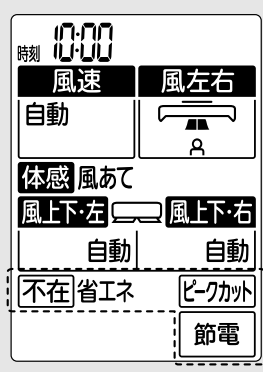 時刻 10:00
風速 風左右
自動
体感 風あて
風上下・左 風上下・右
自動 自動
不在 省エネ ピークカット
節電